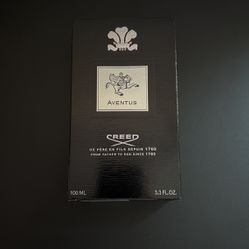 AVENTUS
CREED
DE PÈRE EN FILS DEPUIS 1760
FROM FATHER TO SON SINCE 1760
100 ML 3.3 FL.OZ.